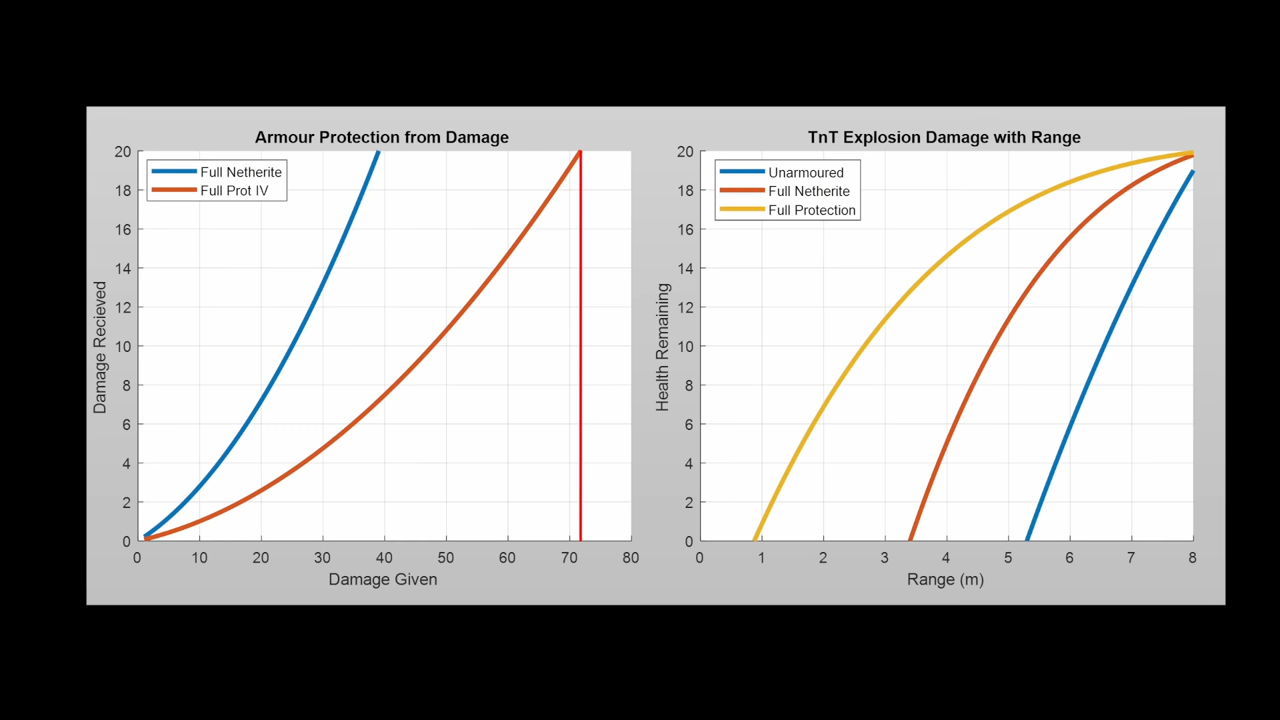 Armour Protection from Damage
Full Netherite
Full Prot IV
20
18
16
14
12
10
8
6
4
2
0
Damage Recieved
0 10 20 30 40 50 60 70 80
Damage Given
TnT Explosion Damage with Range
Unarmoured
Full Netherite
Full Protection
20
18
16
14
12
10
8
6
4
2
0
Health Remaining
0 1 2 3 4 5 6 7 8
Range (m)